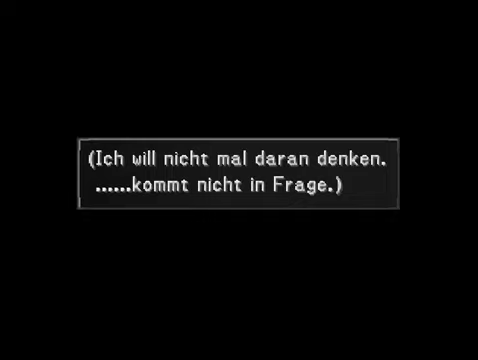 (Ich will nicht mal daran denken.
......kommt nicht in Frage.)